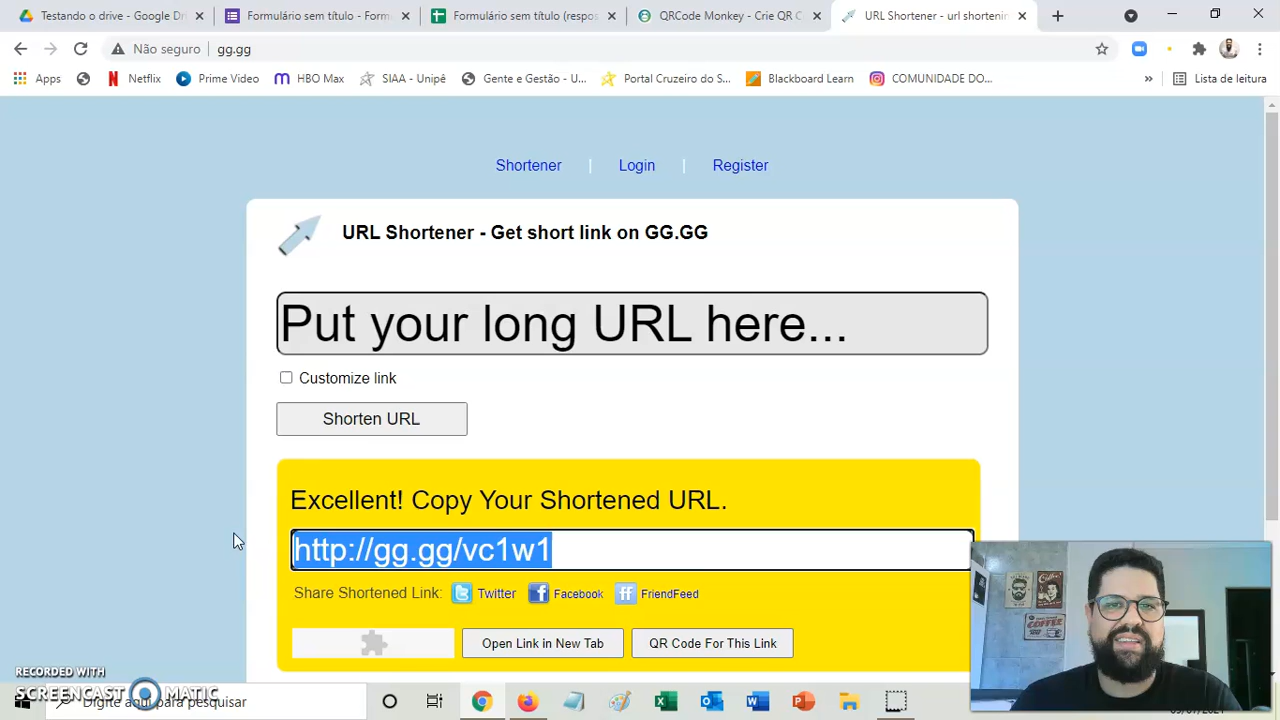 Testando o drive - Google Dri
Formulário sem título - Form
Formulário sem título (respos
QRCode Monkey - Crie QR C
URL Shortener - url shortenin
Não seguro
gg.gg
Apps
Netflix
Prime Video
HBO Max
SIAA - Unipê
Gente e Gestão - U...
Portal Cruzeiro do S...
Blackboard Learn
COMUNIDADE DO...
Lista de leitura
Shortener | Login | Register
URL Shortener - Get short link on GG.GG
Put your long URL here...
Customize link
Shorten URL
Excellent! Copy Your Shortened URL.
http://gg.gg/vc1w1
Share Shortened Link: Twitter Facebook FriendFeed
Open Link in New Tab
QR Code For This Link
RECORDED WITH
SCREENCAST MATIC
Digite aqui para pesquisar